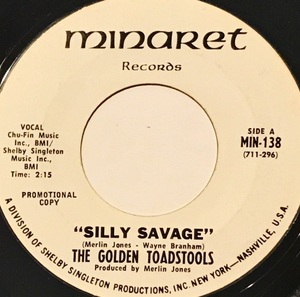 minaret
Records
VOCAL
Chu-Fin Music
Inc., BMI/
Shelby Singleton
Music Inc.,
BMI
Time: 2:15
SIDE A
MIN-138
(711-296)
PROMOTIONAL
COPY
"SILLY SAVAGE"
(Merlin Jones - Wayne Branham)
THE GOLDEN TOADSTOOLS
Produced by Merlin Jones
A DIVISION OF SHELBY SINGLETON PRODUCTIONS, INC. NEW YORK—NASHVILLE, U.S.A.